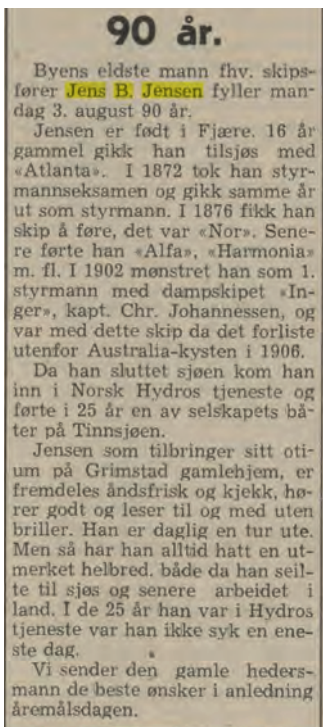 90 år.
Byens eldste mann fhv. skips-
fører Jens B. Jensen fyller man-
dag 3. august 90 år.
Jensen er født i Fjære. 16 år
gammel gikk han tilsjøs med
«Atlanta». I 1872 tok han styr-
mannseksamen og gikk samme år
ut som styrmann. I 1876 fikk han
skip å føre, det var «Nor». Sene-
re førte han «Alfa», «Harmonia»
m. fl. I 1902 mønstret han som 1.
styrmann med dampskipet «In-
ger», kapt. Chr. Johannessen, og
var med dette skip da det forliste
utenfor Australia-kysten i 1906.
Da han sluttet sjøen kom han
inn i Norsk Hydros tjeneste og
førte i 25 år en av selskapets bå-
ter på Tinnsjøen.
Jensen som tilbringer sitt oti-
um på Grimstad gamlehjem, er
fremdeles åndsfrisk og kjekk, hø-
rer godt og leser til og med uten
briller. Han er daglig en tur ute.
Men så har han alltid hatt en ut-
merket helbred. både da han seil-
te til sjøs og senere arbeidet i
land. I de 25 år han var i Hydros
tjeneste var han ikke syk en ene-
ste dag.
Vi sender den gamle heders-
mann de beste ønsker i anledning
åremålsdagen.